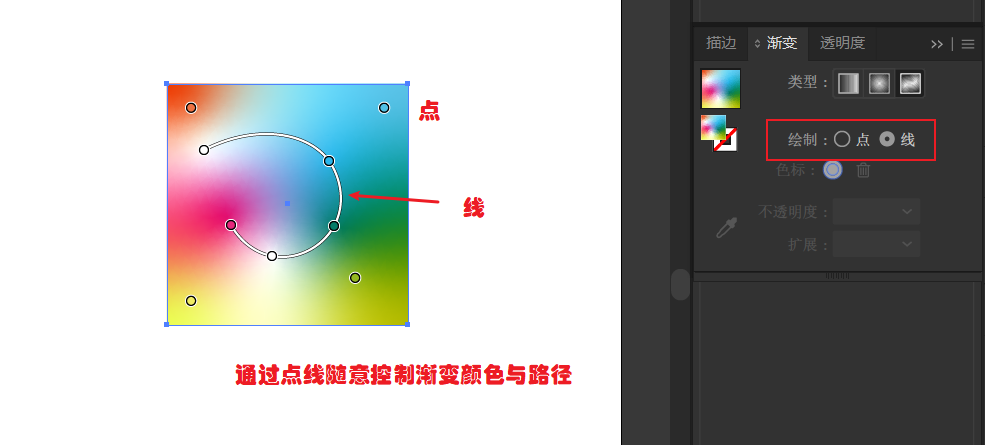 点
线
通过点线随意控制渐变颜色与路径
描边 渐变 透明度
类型：
绘制： 点 线
色标：
不透明度：
扩展：